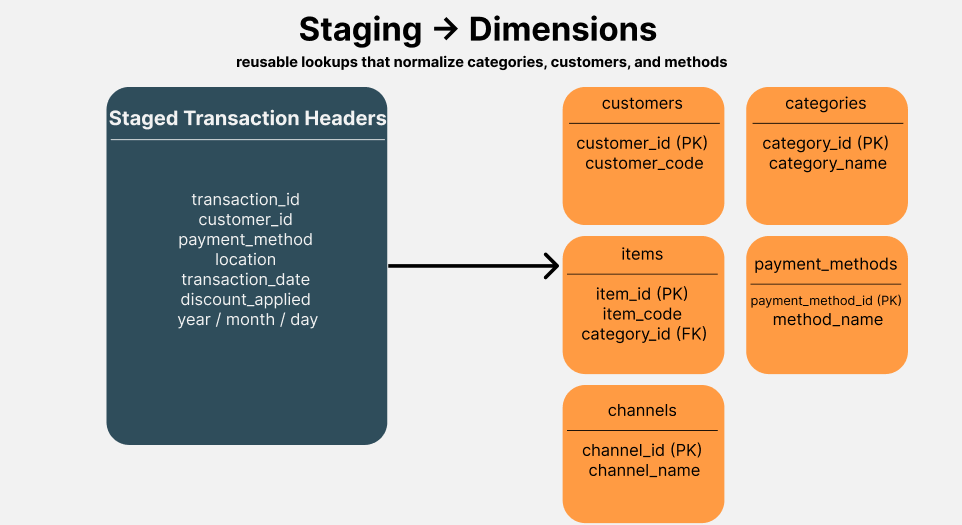 Staging → Dimensions
reusable lookups that normalize categories, customers, and methods
Staged Transaction Headers
transaction_id
customer_id
payment_method
location
transaction_date
discount_applied
year / month / day
customers
customer_id (PK)
customer_code
categories
category_id (PK)
category_name
items
item_id (PK)
item_code
category_id (FK)
payment_methods
payment_method_id (PK)
method_name
channels
channel_id (PK)
channel_name